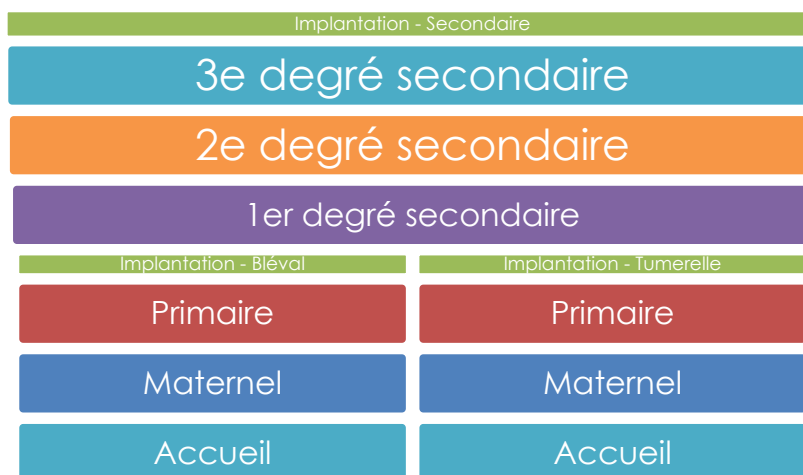 Implantation - Secondaire
3e degré secondaire
2e degré secondaire
1er degré secondaire
Implantation - Bléval
Primaire
Maternel
Accueil
Implantation - Tumerelle
Primaire
Maternel
Accueil